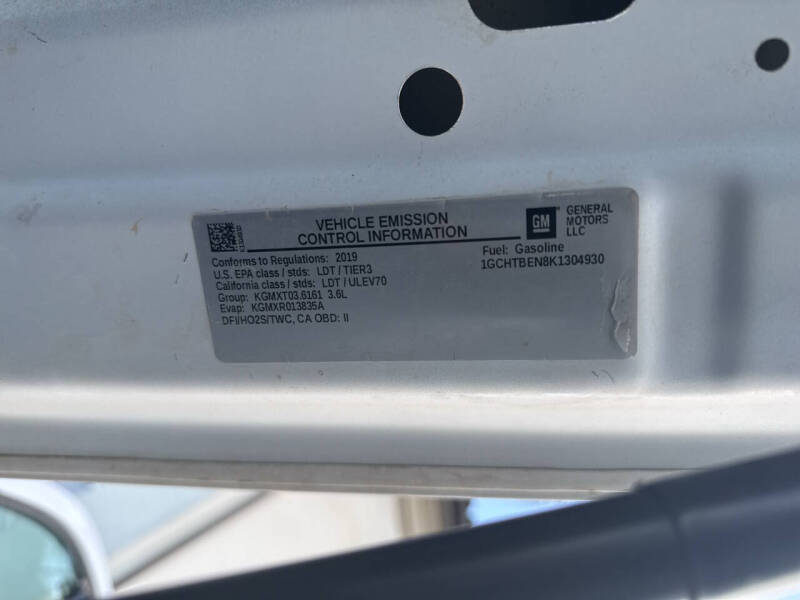 VEHICLE EMISSION
CONTROL INFORMATION
GM
GENERAL
MOTORS
LLC
Conforms to Regulations: 2019
U.S. EPA class / stds: LDT / TIER3
California class / stds: LDT / ULEV70
Group: KGMXT03.6161 3.6L
Evap: KGMXR013835A
DFI/HO2S/TWC, CA OBD: II
Fuel: Gasoline
1GCHTBEN8K1304930